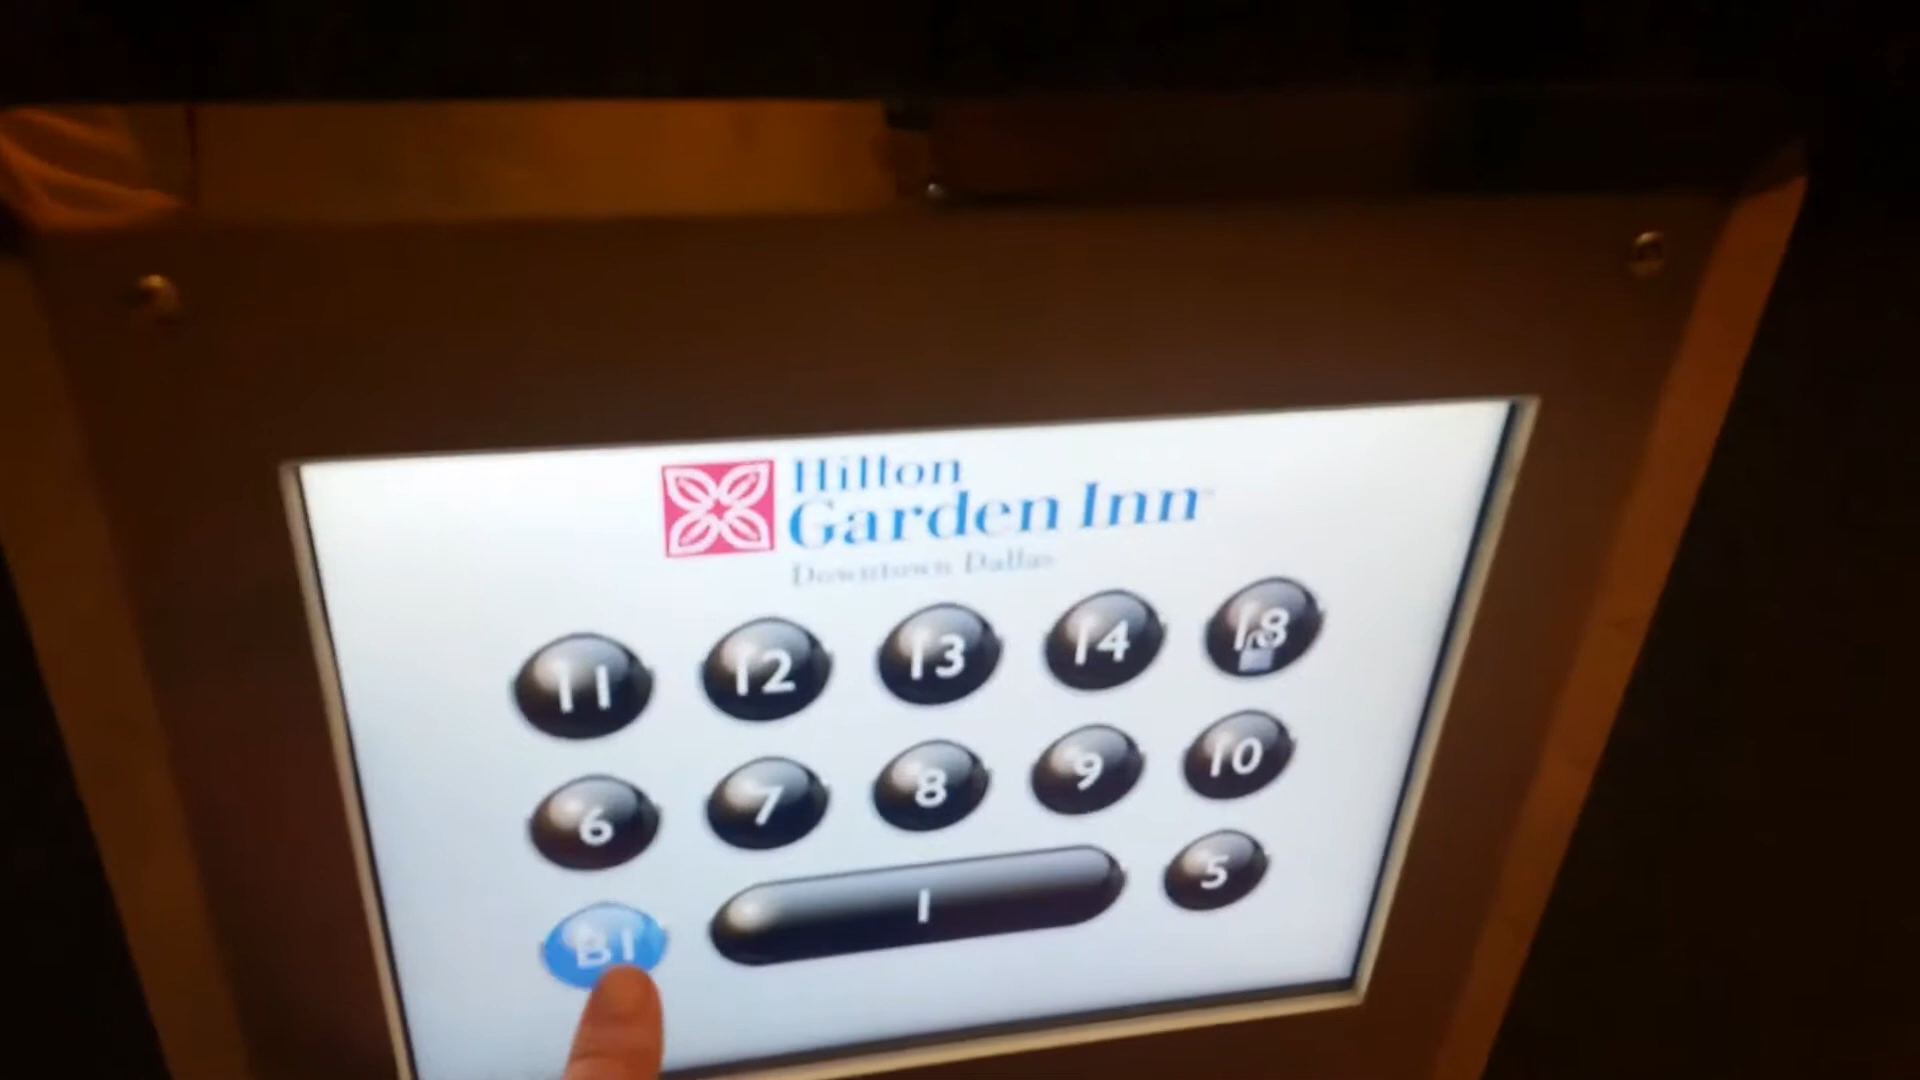 Hilton
Garden Inn
Downtown Dallas
11 12 13 14 18
6 7 8 9 10
B1 1 5